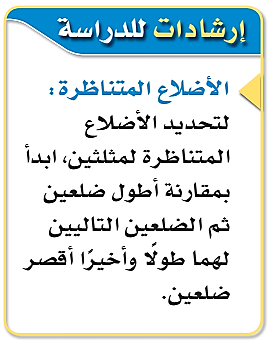 إرشادات للدراسة
الأضلاع المتناظرة :
لتحديد الأضلاع
المتناظرة لمثلثين، ابدأ
بمقارنة أطول ضلعين
ثم الضلعين التاليين
لهما طولًا وأخيرًا أقصر
ضلعين.